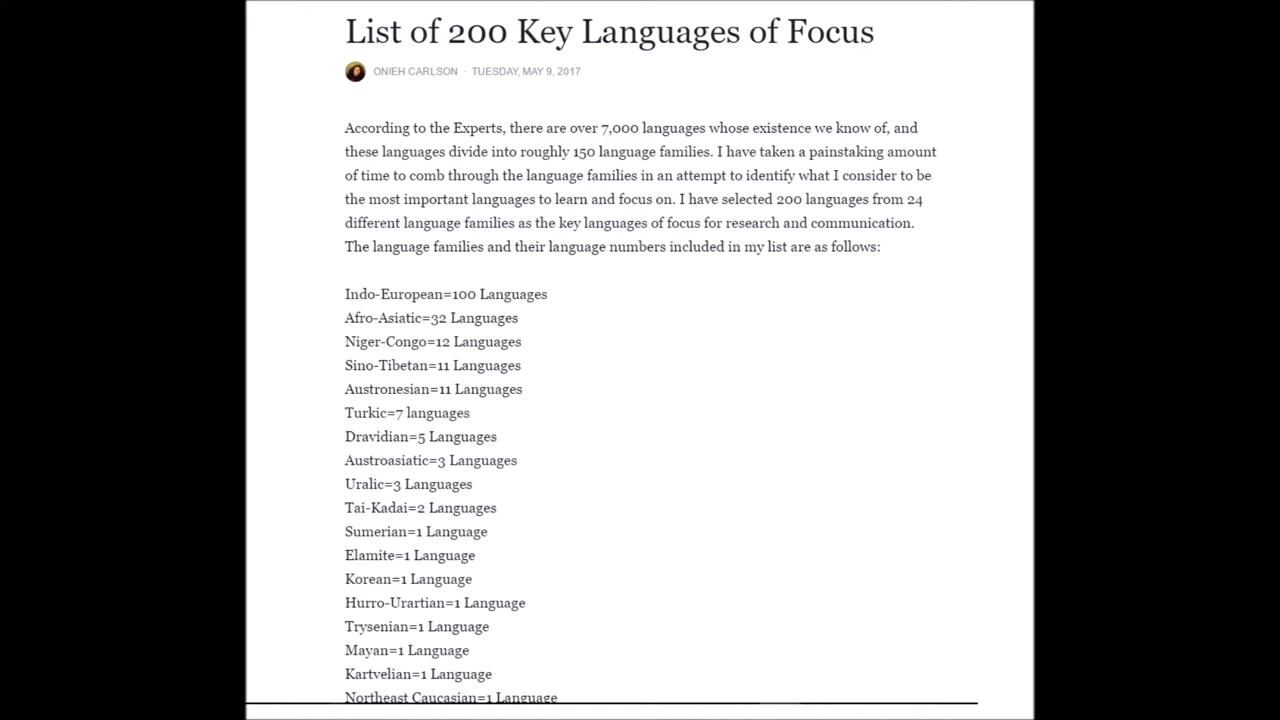 List of 200 Key Languages of Focus
ONIEH CARLSON · TUESDAY, MAY 9, 2017
According to the Experts, there are over 7,000 languages whose existence we know of, and
these languages divide into roughly 150 language families. I have taken a painstaking amount
of time to comb through the language families in an attempt to identify what I consider to be
the most important languages to learn and focus on. I have selected 200 languages from 24
different language families as the key languages of focus for research and communication.
The language families and their language numbers included in my list are as follows:
Indo-European=100 Languages
Afro-Asiatic=32 Languages
Niger-Congo=12 Languages
Sino-Tibetan=11 Languages
Austronesian=11 Languages
Turkic=7 languages
Dravidian=5 Languages
Austroasiatic=3 Languages
Uralic=3 Languages
Tai-Kadai=2 Languages
Sumerian=1 Language
Elamite=1 Language
Korean=1 Language
Hurro-Urartian=1 Language
Trysenian=1 Language
Mayan=1 Language
Kartvelian=1 Language
Northeast Caucasian=1 Language